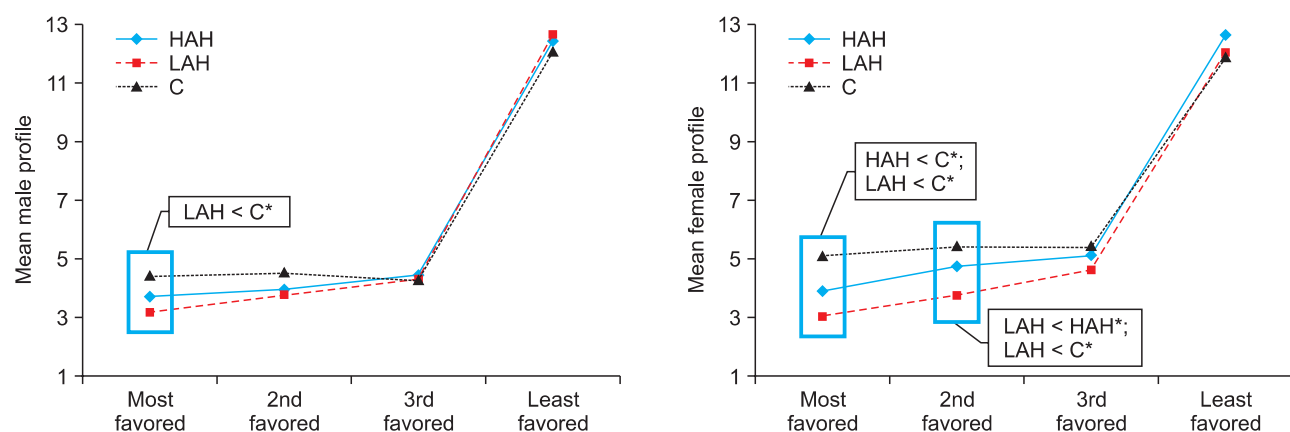 Mean male profile
13
11
9
7
5
3
1
HAH
LAH
C
LAH < C*
Most favored
2nd favored
3rd favored
Least favored
Mean female profile
13
11
9
7
5
3
1
HAH
LAH
C
HAH < C*;
LAH < C*
LAH < HAH*;
LAH < C*
Most favored
2nd favored
3rd favored
Least favored